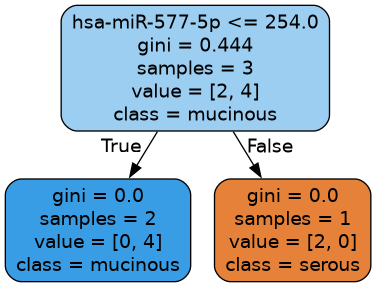 hsa-miR-577-5p <= 254.0
gini = 0.444
samples = 3
value = [2, 4]
class = mucinous
True
False
gini = 0.0
samples = 2
value = [0, 4]
class = mucinous
gini = 0.0
samples = 1
value = [2, 0]
class = serous